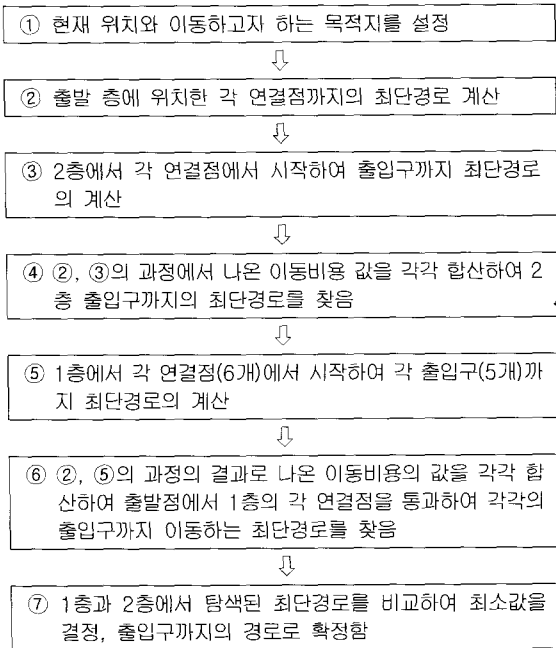 ① 현재 위치와 이동하고자 하는 목적지를 설정
⇩
② 출발 층에 위치한 각 연결점까지의 최단경로 계산
⇩
③ 2층에서 각 연결점에서 시작하여 출입구까지 최단경로
의 계산
⇩
④ ②, ③의 과정에서 나온 이동비용 값을 각각 합산하여 2
층 출입구까지의 최단경로를 찾음
⇩
⑤ 1층에서 각 연결점(6개)에서 시작하여 각 출입구(5개)까
지 최단경로의 계산
⇩
⑥ ②, ⑤의 과정의 결과로 나온 이동비용의 값을 각각 합
산하여 출발점에서 1층의 각 연결점을 통과하여 각각의
출입구까지 이동하는 최단경로를 찾음
⇩
⑦ 1층과 2층에서 탐색된 최단경로를 비교하여 최소값을
결정, 출입구까지의 경로로 확정함